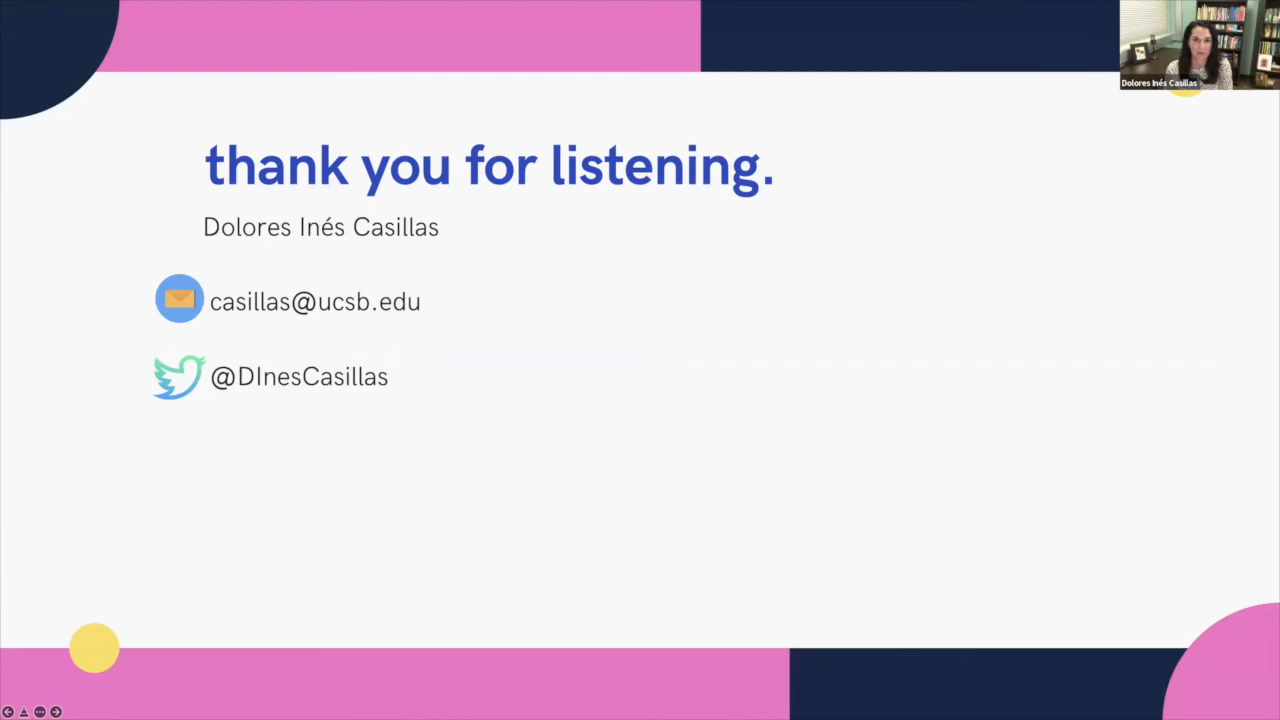 Dolores Inés Casillas
thank you for listening.
Dolores Inés Casillas
casillas@ucsb.edu
@DInesCasillas